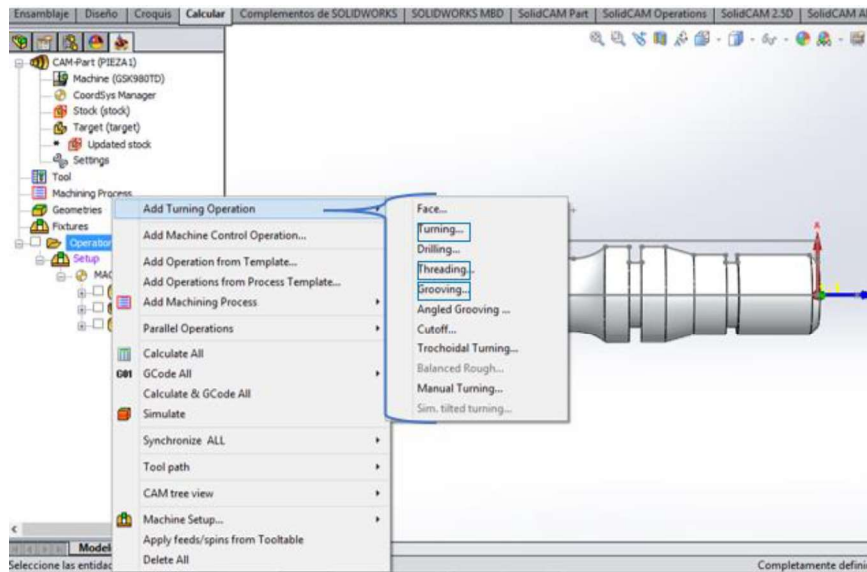 Ensamblaje Diseño Croquis Calcular Complementos de SOLIDWORKS SOLIDWORKS MBD SolidCAM Part SolidCAM Operations SolidCAM 2.5D SolidCAM
CAM-Part (PIEZA1)
Machine (GSK980TD)
CoordSys Manager
Stock (stock)
Target (target)
Updated stock
Settings
Tool
Machining Process
Geometries
Fixtures
Operation
Setup
MAC
Add Turning Operation
Add Machine Control Operation...
Add Operation from Template...
Add Operations from Process Template...
Add Machining Process
Parallel Operations
Calculate All
G01 GCode All
Calculate & GCode All
Simulate
Synchronize ALL
Tool path
CAM tree view
Machine Setup...
Apply feeds/spins from Tooltable
Delete All
Face...
Turning...
Drilling...
Threading...
Grooving...
Angled Grooving ...
Cutoff...
Trochoidal Turning...
Balanced Rough...
Manual Turning...
Sim. tilted turning...
Model
Seleccione las entidad
Completamente defini